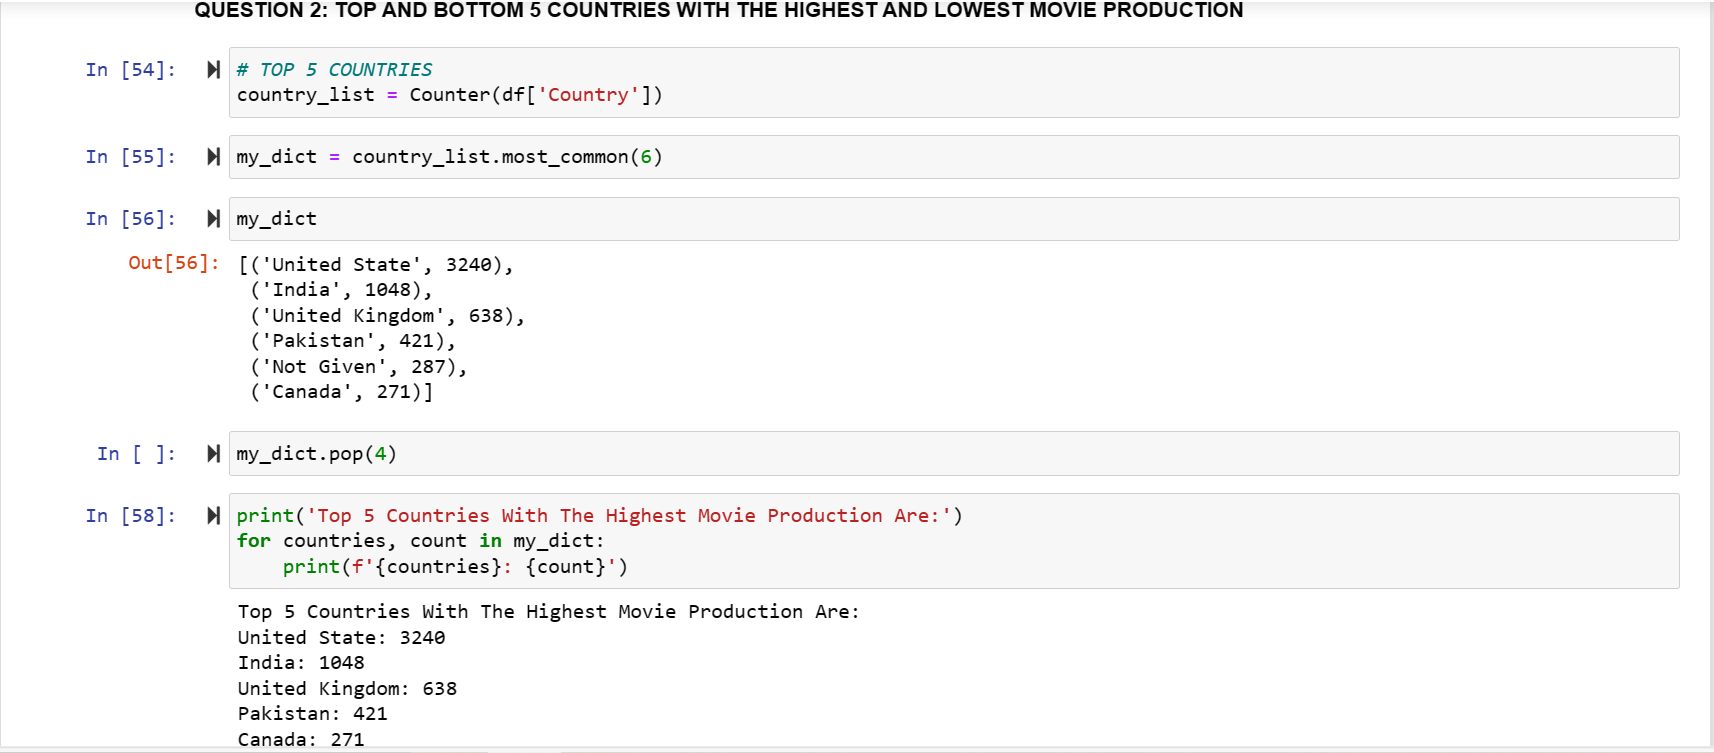 QUESTION 2: TOP AND BOTTOM 5 COUNTRIES WITH THE HIGHEST AND LOWEST MOVIE PRODUCTION
In [54]: # TOP 5 COUNTRIES
country_list = Counter(df['Country'])
In [55]: my_dict = country_list.most_common(6)
In [56]: my_dict
Out[56]: [('United State', 3240),
('India', 1048),
('United Kingdom', 638),
('Pakistan', 421),
('Not Given', 287),
('Canada', 271)]
In [ ]: my_dict.pop(4)
In [58]: print('Top 5 Countries With The Highest Movie Production Are:')
for countries, count in my_dict:
    print(f'{countries}: {count}')
Top 5 Countries With The Highest Movie Production Are:
United State: 3240
India: 1048
United Kingdom: 638
Pakistan: 421
Canada: 271